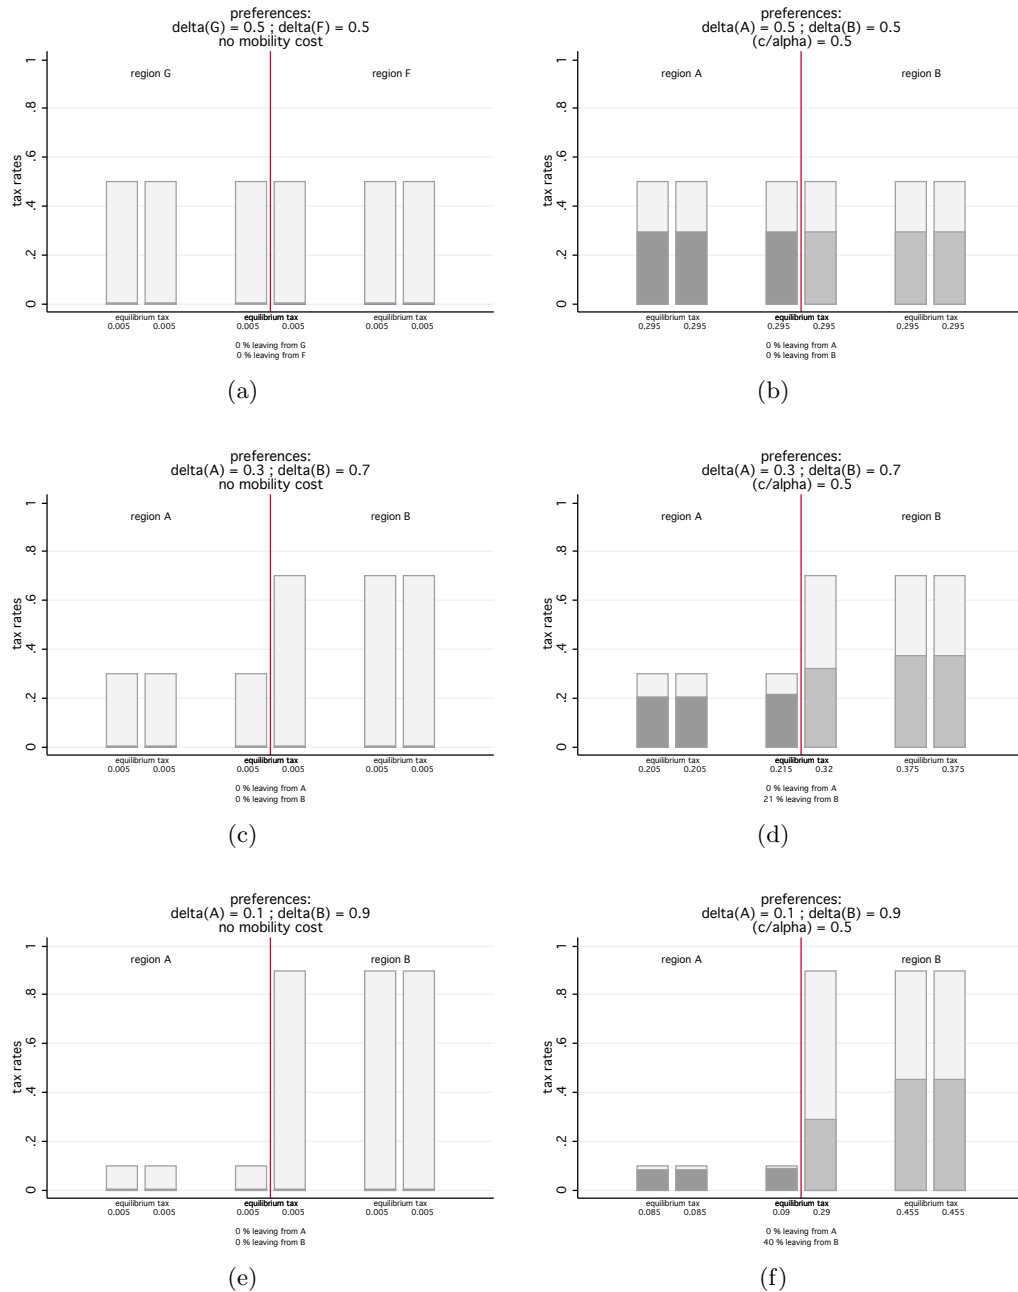 preferences:
delta(G) = 0.5 ; delta(F) = 0.5
no mobility cost
region G region F
tax rates
1
.8
.6
.4
.2
0
equilibrium tax equilibrium tax equilibrium tax
0.005 0.005 0.005 0.005 0.005 0.005
0 % leaving from G
0 % leaving from F
(a)
preferences:
delta(A) = 0.5 ; delta(B) = 0.5
(c/alpha) = 0.5
region A region B
tax rates
1
.8
.6
.4
.2
0
equilibrium tax equilibrium tax equilibrium tax
0.295 0.295 0.295 0.295 0.295 0.295
0 % leaving from A
0 % leaving from B
(b)
preferences:
delta(A) = 0.3 ; delta(B) = 0.7
no mobility cost
region A region B
tax rates
1
.8
.6
.4
.2
0
equilibrium tax equilibrium tax equilibrium tax
0.005 0.005 0.005 0.005 0.005 0.005
0 % leaving from A
0 % leaving from B
(c)
preferences:
delta(A) = 0.3 ; delta(B) = 0.7
(c/alpha) = 0.5
region A region B
tax rates
1
.8
.6
.4
.2
0
equilibrium tax equilibrium tax equilibrium tax
0.205 0.205 0.215 0.32 0.375 0.375
0 % leaving from A
21 % leaving from B
(d)
preferences:
delta(A) = 0.1 ; delta(B) = 0.9
no mobility cost
region A region B
tax rates
1
.8
.6
.4
.2
0
equilibrium tax equilibrium tax equilibrium tax
0.005 0.005 0.005 0.005 0.005 0.005
0 % leaving from A
0 % leaving from B
(e)
preferences:
delta(A) = 0.1 ; delta(B) = 0.9
(c/alpha) = 0.5
region A region B
tax rates
1
.8
.6
.4
.2
0
equilibrium tax equilibrium tax equilibrium tax
0.085 0.085 0.09 0.29 0.455 0.455
0 % leaving from A
40 % leaving from B
(f)